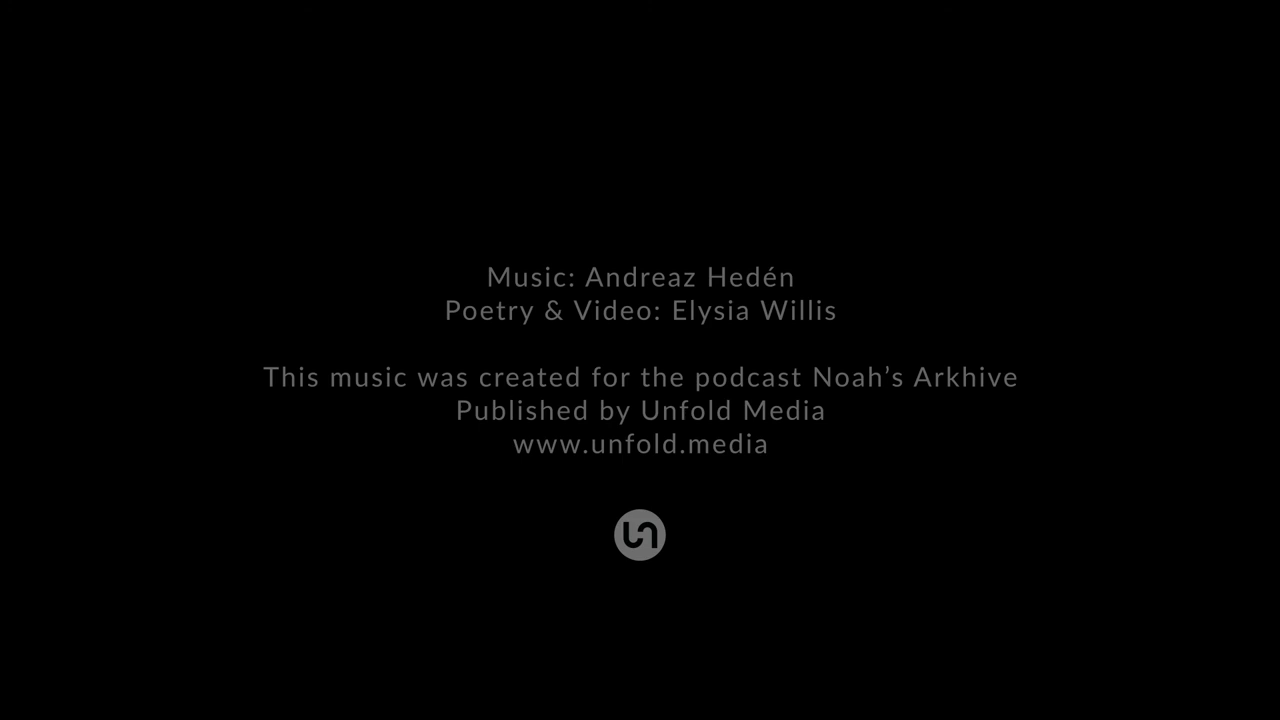 Music: Andreaz Hedén
Poetry & Video: Elysia Willis
This music was created for the podcast Noah’s Arkhive
Published by Unfold Media
www.unfold.media
un